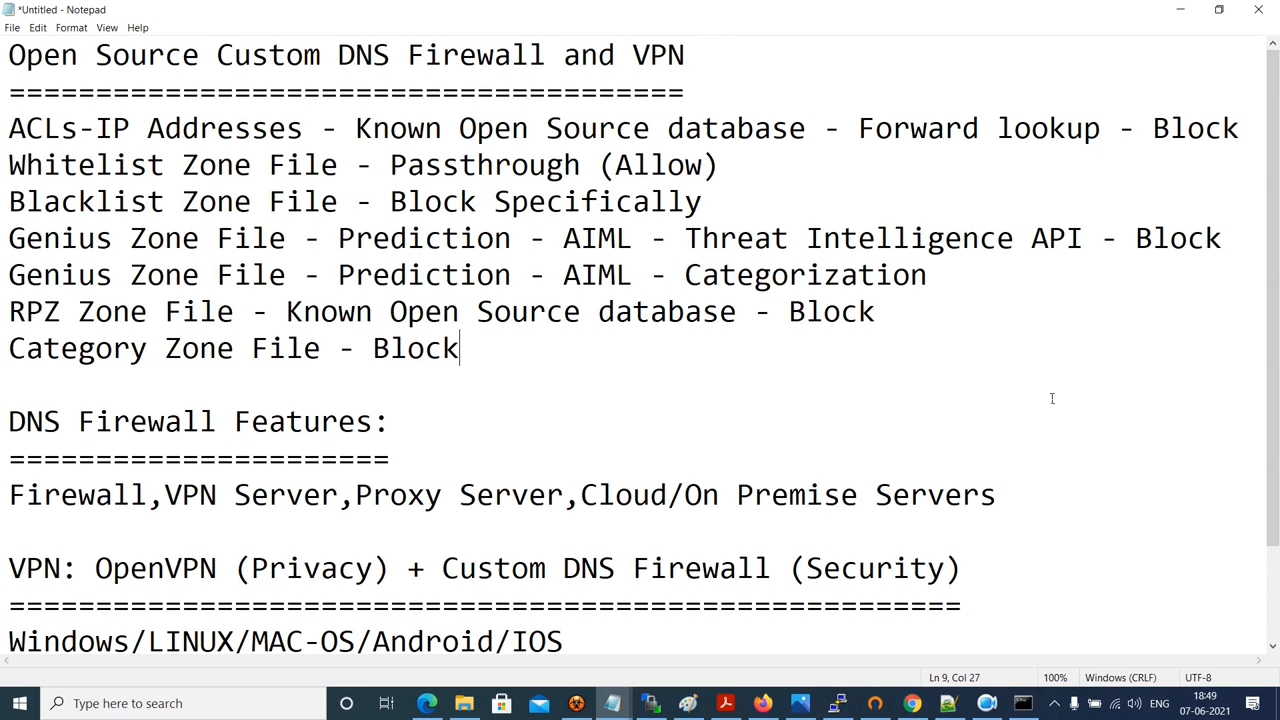 *Untitled - Notepad
File Edit Format View Help
Open Source Custom DNS Firewall and VPN
=======================================
ACLs-IP Addresses - Known Open Source database - Forward lookup - Block
Whitelist Zone File - Passthrough (Allow)
Blacklist Zone File - Block Specifically
Genius Zone File - Prediction - AIML - Threat Intelligence API - Block
Genius Zone File - Prediction - AIML - Categorization
RPZ Zone File - Known Open Source database - Block
Category Zone File - Block
DNS Firewall Features:
======================
Firewall,VPN Server,Proxy Server,Cloud/On Premise Servers
VPN: OpenVPN (Privacy) + Custom DNS Firewall (Security)
=======================================================
Windows/LINUX/MAC-OS/Android/IOS
Ln 9, Col 27 100% Windows (CRLF) UTF-8
Type here to search
ENG
18:49
07-06-2021